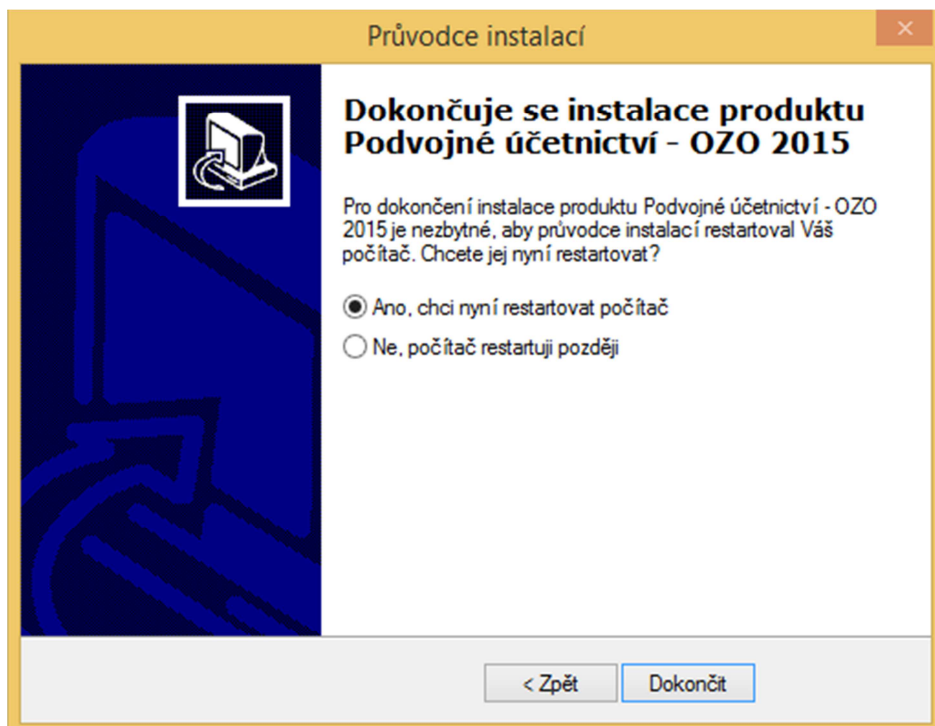 Průvodce instalací
Dokončuje se instalace produktu
Podvojné účetnictví - OZO 2015
Pro dokončení instalace produktu Podvojné účetnictví - OZO
2015 je nezbytné, aby průvodce instalací restartoval Váš
počítač. Chcete jej nyní restartovat?
Ano, chci nyní restartovat počítač
Ne, počítač restartuji později
< Zpět
Dokončit